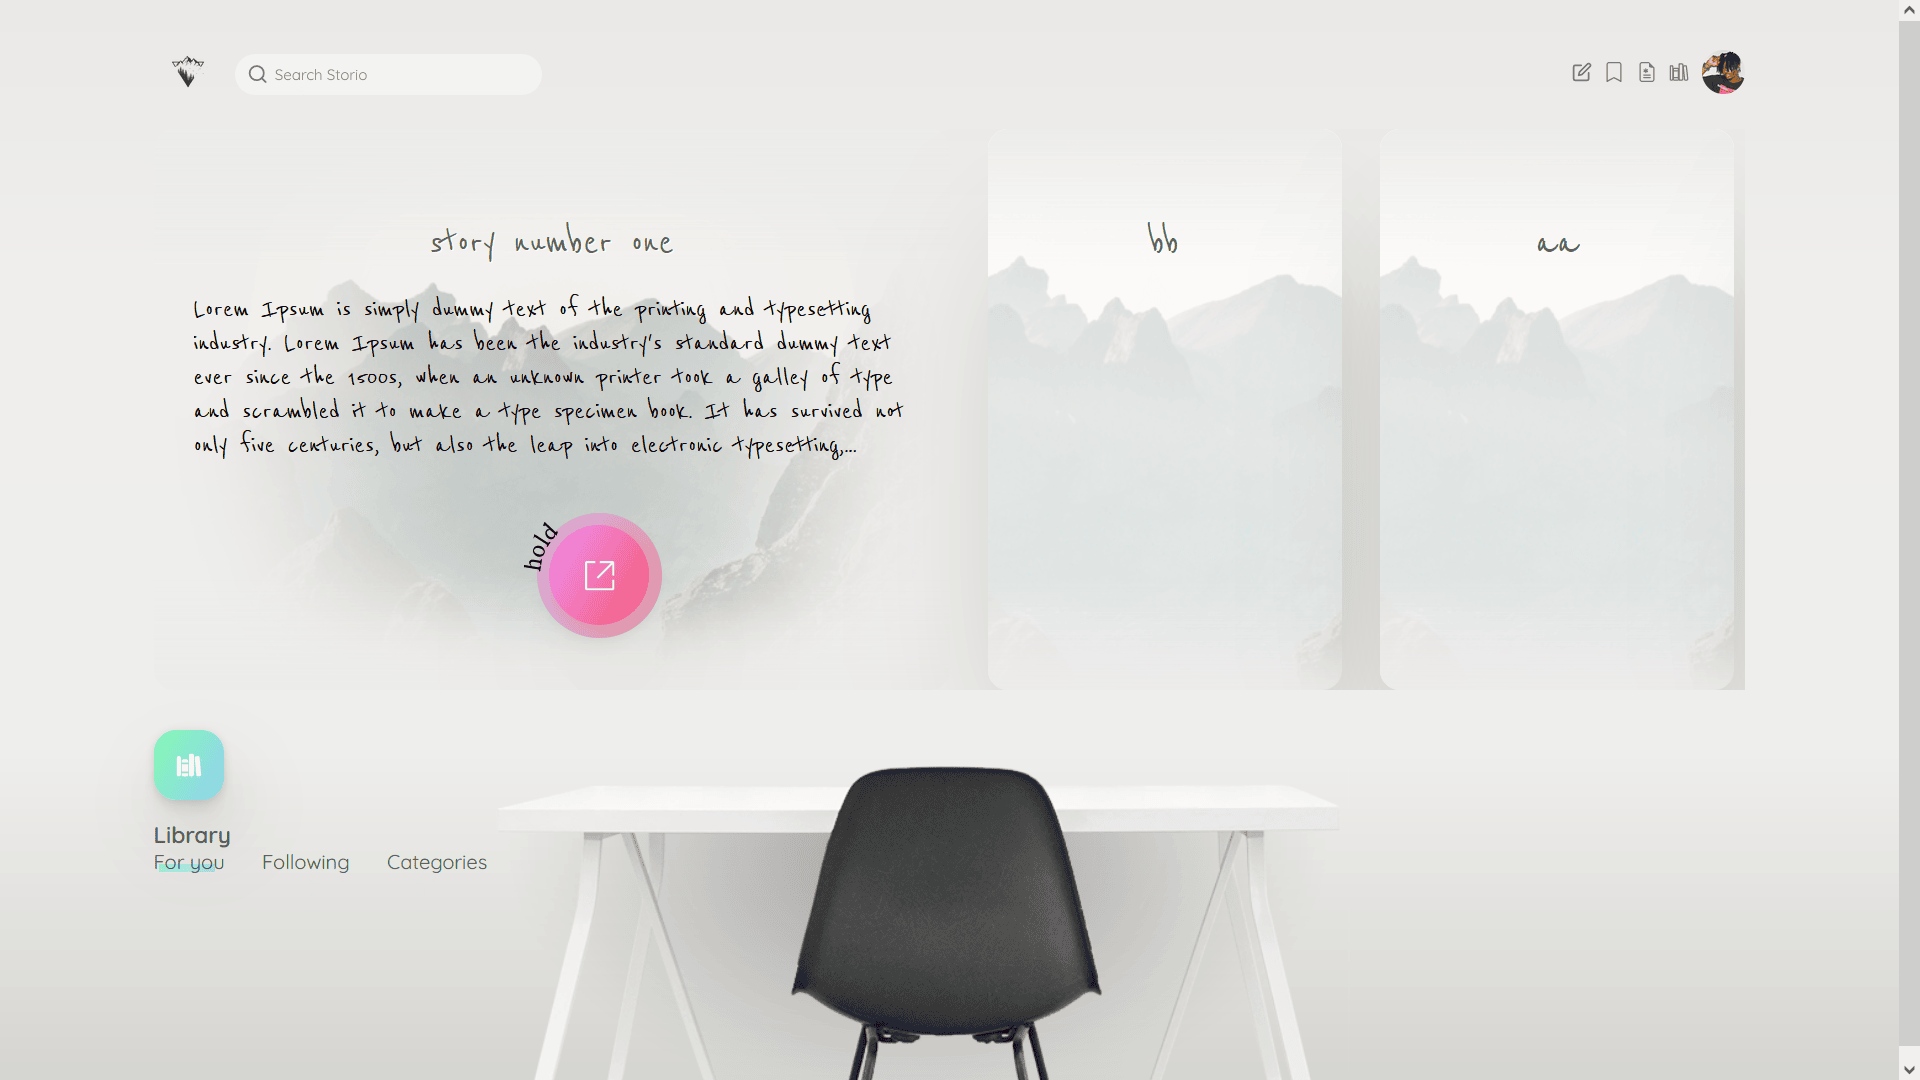 Search Storio
story number one
Lorem Ipsum is simply dummy text of the printing and typesetting
industry. Lorem Ipsum has been the industry's standard dummy text
ever since the 1500s, when an unknown printer took a galley of type
and scrambled it to make a type specimen book. It has survived not
only five centuries, but also the leap into electronic typesetting,...
hold
bb
aa
Library
For you
Following
Categories